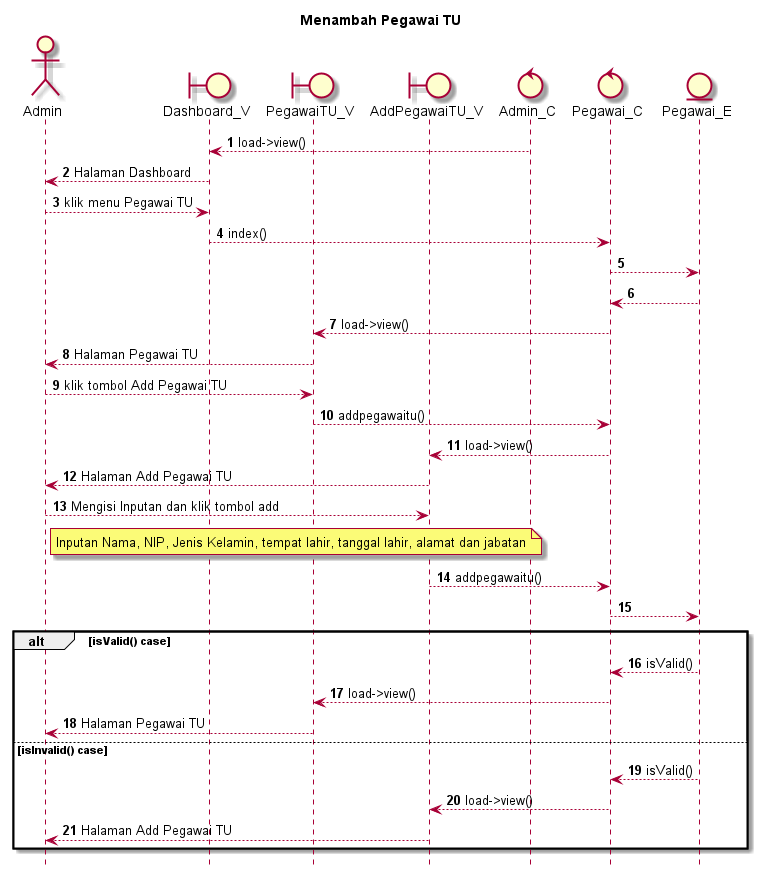 Menambah Pegawai TU
Admin
Dashboard_V
PegawaiTU_V
AddPegawaiTU_V
Admin_C
Pegawai_C
Pegawai_E
1 load->view()
2 Halaman Dashboard
3 klik menu Pegawai TU
4 index()
5
6
7 load->view()
8 Halaman Pegawai TU
9 klik tombol Add Pegawai TU
10 addpegawaitu()
11 load->view()
12 Halaman Add Pegawai TU
13 Mengisi Inputan dan klik tombol add
Inputan Nama, NIP, Jenis Kelamin, tempat lahir, tanggal lahir, alamat dan jabatan
14 addpegawaitu()
15
alt [isValid() case]
16 isValid()
17 load->view()
18 Halaman Pegawai TU
[isInvalid() case]
19 isValid()
20 load->view()
21 Halaman Add Pegawai TU